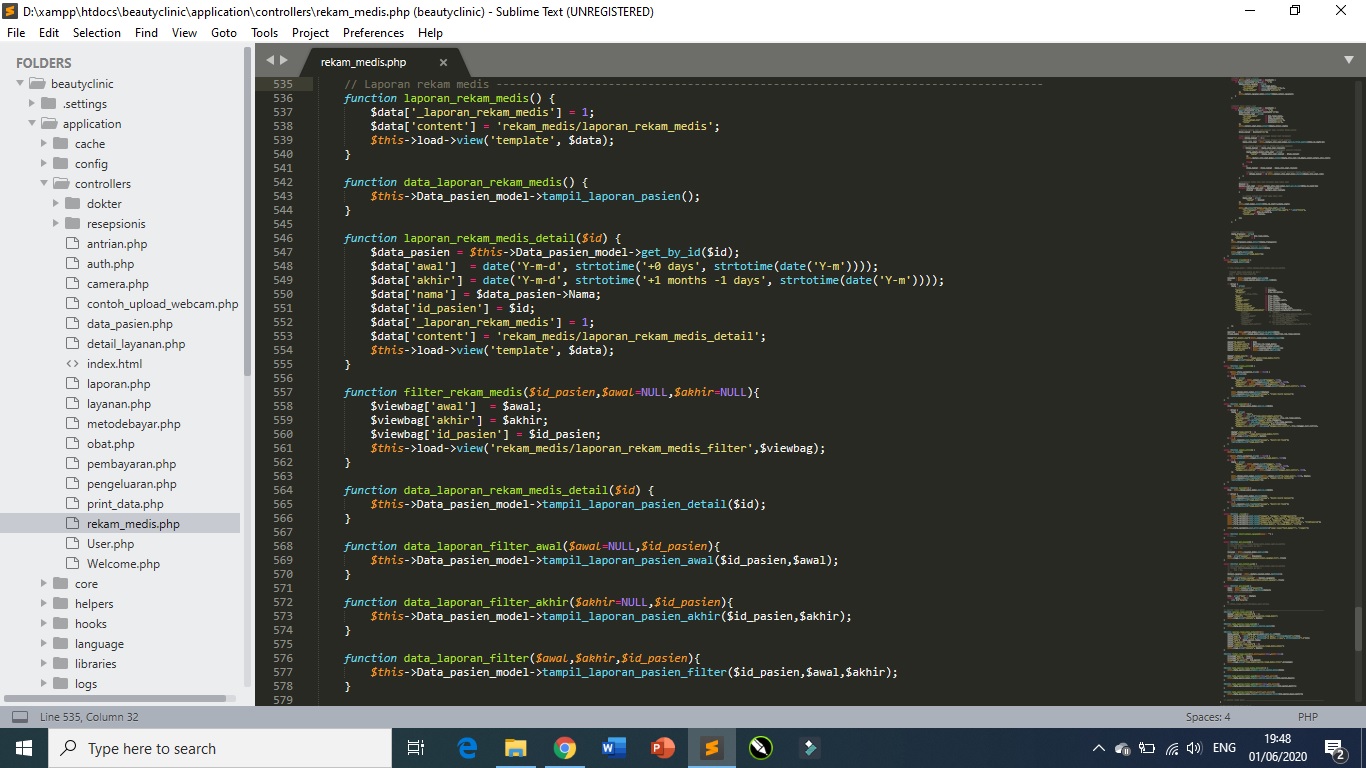 D:\xampp\htdocs\beautyclinic\application\controllers\rekam_medis.php (beautyclinic) - Sublime Text (UNREGISTERED)
File Edit Selection Find View Goto Tools Project Preferences Help
FOLDERS
beautyclinic
.settings
application
cache
config
controllers
dokter
resepsionis
antrian.php
auth.php
camera.php
contoh_upload_webcam.php
data_pasien.php
detail_layanan.php
index.html
laporan.php
layanan.php
metodebayar.php
obat.php
pembayaran.php
pengeluaran.php
print_data.php
rekam_medis.php
User.php
Welcome.php
core
helpers
hooks
language
libraries
logs
rekam_medis.php
535 // Laporan rekam medis ----------------------------------------------------------------------------------
536 function laporan_rekam_medis() {
537 $data['_laporan_rekam_medis'] = 1;
538 $data['content'] = 'rekam_medis/laporan_rekam_medis';
539 $this->load->view('template', $data);
540 }
541
542 function data_laporan_rekam_medis() {
543 $this->Data_pasien_model->tampil_laporan_pasien();
544 }
545
546 function laporan_rekam_medis_detail($id) {
547 $data_pasien = $this->Data_pasien_model->get_by_id($id);
548 $data['awal']  = date('Y-m-d', strtotime('+0 days', strtotime(date('Y-m'))));
549 $data['akhir'] = date('Y-m-d', strtotime('+1 months -1 days', strtotime(date('Y-m'))));
550 $data['nama'] = $data_pasien->Nama;
551 $data['id_pasien'] = $id;
552 $data['_laporan_rekam_medis'] = 1;
553 $data['content'] = 'rekam_medis/laporan_rekam_medis_detail';
554 $this->load->view('template', $data);
555 }
556
557 function filter_rekam_medis($id_pasien,$awal=NULL,$akhir=NULL){
558 $viewbag['awal']  = $awal;
559 $viewbag['akhir'] = $akhir;
560 $viewbag['id_pasien'] = $id_pasien;
561 $this->load->view('rekam_medis/laporan_rekam_medis_filter',$viewbag);
562 }
563
564 function data_laporan_rekam_medis_detail($id) {
565 $this->Data_pasien_model->tampil_laporan_pasien_detail($id);
566 }
567
568 function data_laporan_filter_awal($awal=NULL,$id_pasien){
569 $this->Data_pasien_model->tampil_laporan_pasien_awal($id_pasien,$awal);
570 }
571
572 function data_laporan_filter_akhir($akhir=NULL,$id_pasien){
573 $this->Data_pasien_model->tampil_laporan_pasien_akhir($id_pasien,$akhir);
574 }
575
576 function data_laporan_filter($awal,$akhir,$id_pasien){
577 $this->Data_pasien_model->tampil_laporan_pasien_filter($id_pasien,$awal,$akhir);
578 }
579
Line 535, Column 32
Spaces: 4
PHP
Type here to search
ENG
19:48
01/06/2020
2